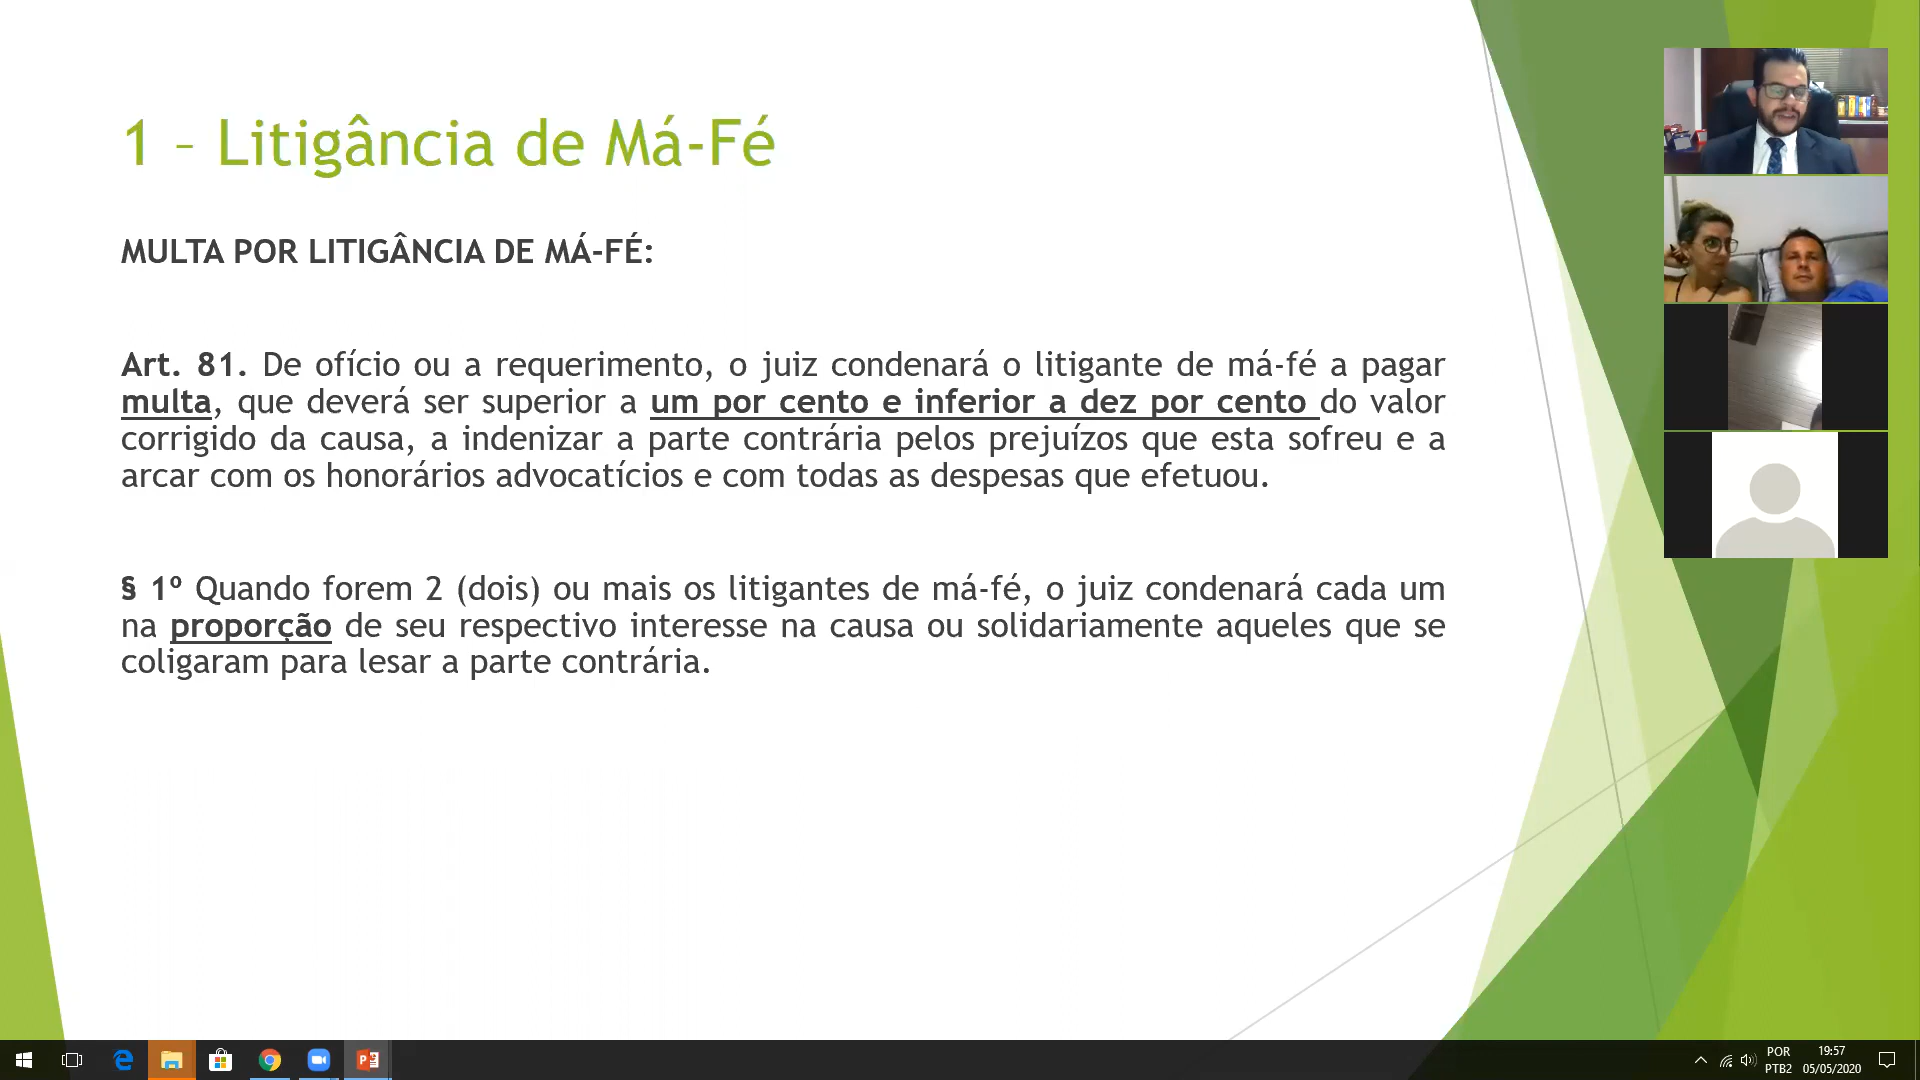 1 – Litigância de Má-Fé
MULTA POR LITIGÂNCIA DE MÁ-FÉ:
Art. 81. De ofício ou a requerimento, o juiz condenará o litigante de má-fé a pagar
multa, que deverá ser superior a um por cento e inferior a dez por cento do valor
corrigido da causa, a indenizar a parte contrária pelos prejuízos que esta sofreu e a
arcar com os honorários advocatícios e com todas as despesas que efetuou.
§ 1º Quando forem 2 (dois) ou mais os litigantes de má-fé, o juiz condenará cada um
na proporção de seu respectivo interesse na causa ou solidariamente aqueles que se
coligaram para lesar a parte contrária.
POR
PTB2
19:57
05/05/2020